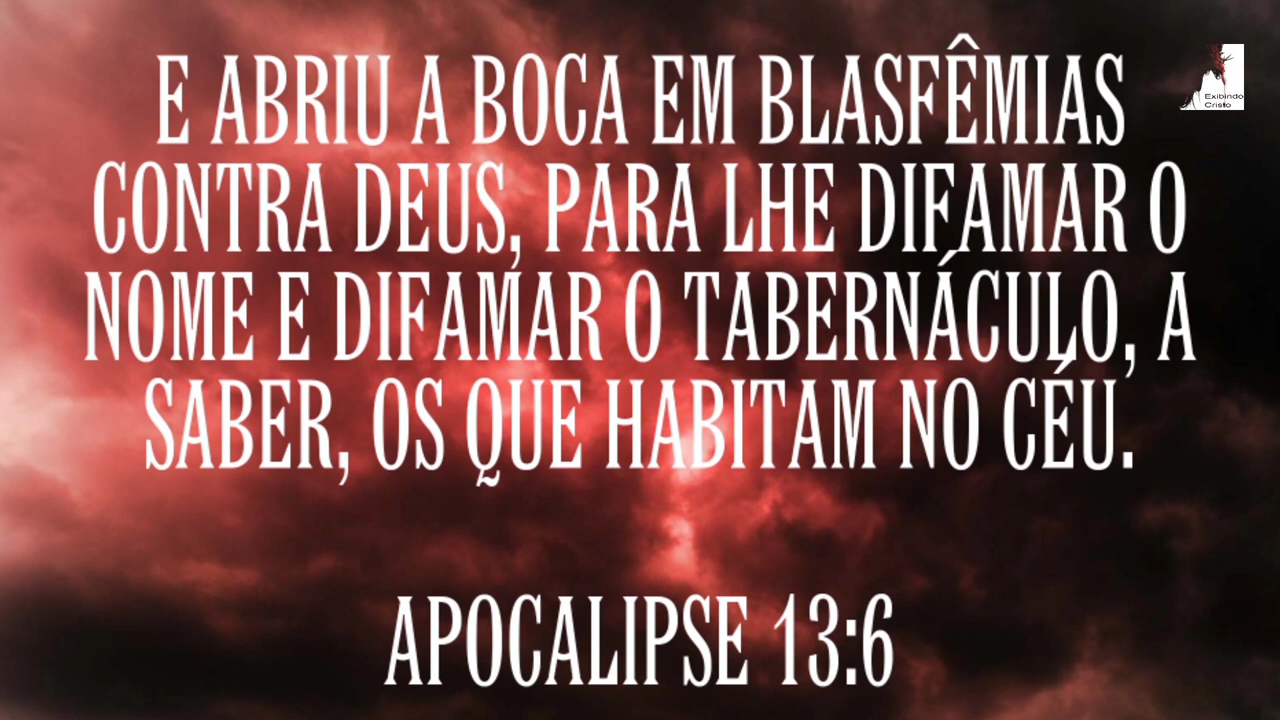 E ABRIU A BOCA EM BLASFÊMIAS
CONTRA DEUS, PARA LHE DIFAMAR O
NOME E DIFAMAR O TABERNÁCULO, A
SABER, OS QUE HABITAM NO CÉU.
APOCALIPSE 13:6
Exibindo
Cristo